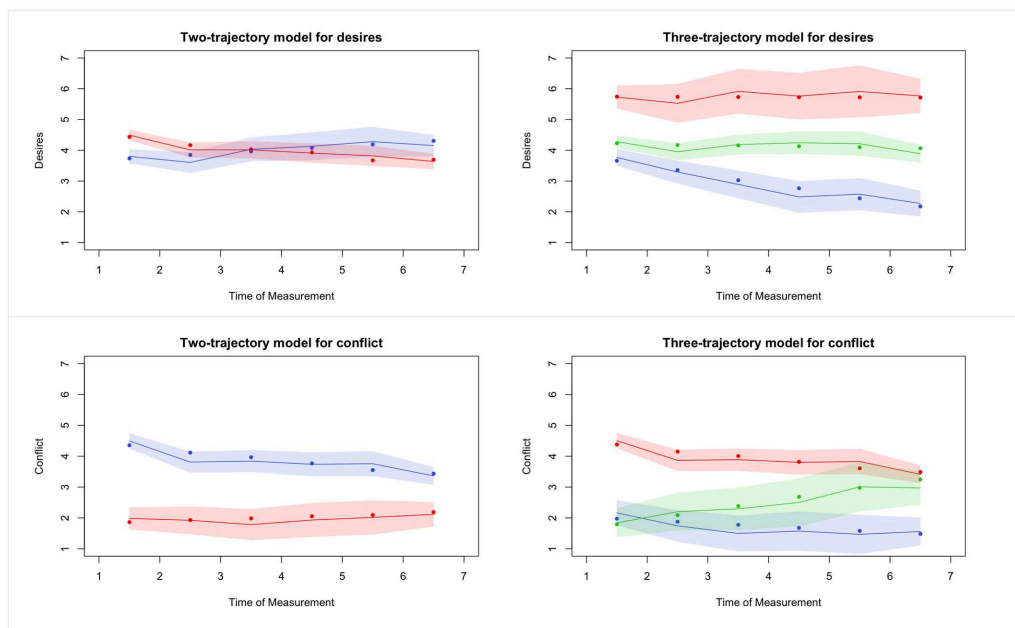 Two-trajectory model for desires
7
6
5
4
3
2
1
Desires
1 2 3 4 5 6 7
Time of Measurement
Three-trajectory model for desires
7
6
5
4
3
2
1
Desires
1 2 3 4 5 6 7
Time of Measurement
Two-trajectory model for conflict
7
6
5
4
3
2
1
Conflict
1 2 3 4 5 6 7
Time of Measurement
Three-trajectory model for conflict
7
6
5
4
3
2
1
Conflict
1 2 3 4 5 6 7
Time of Measurement